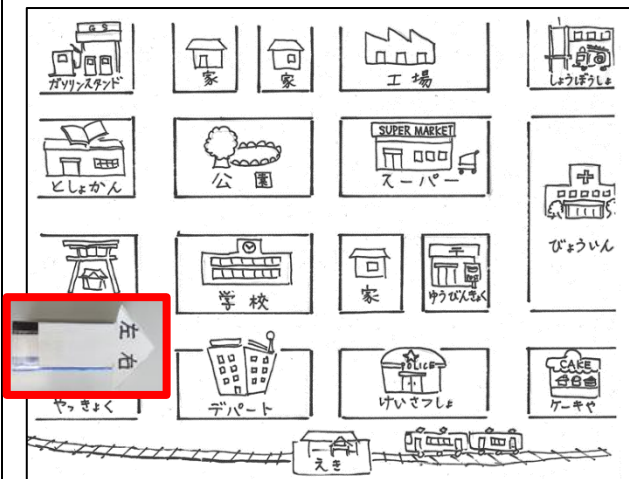 GS
ガソリンスタンド
家
家
工場
しょうぼうしょ
としょかん
公園
SUPER MARKET
スーパー
びょういん
学校
家
〒
ゆうびんきょく
左
右
やっきょく
デパート
POLICE
けいさつしょ
CAKE
ケーキや
えき